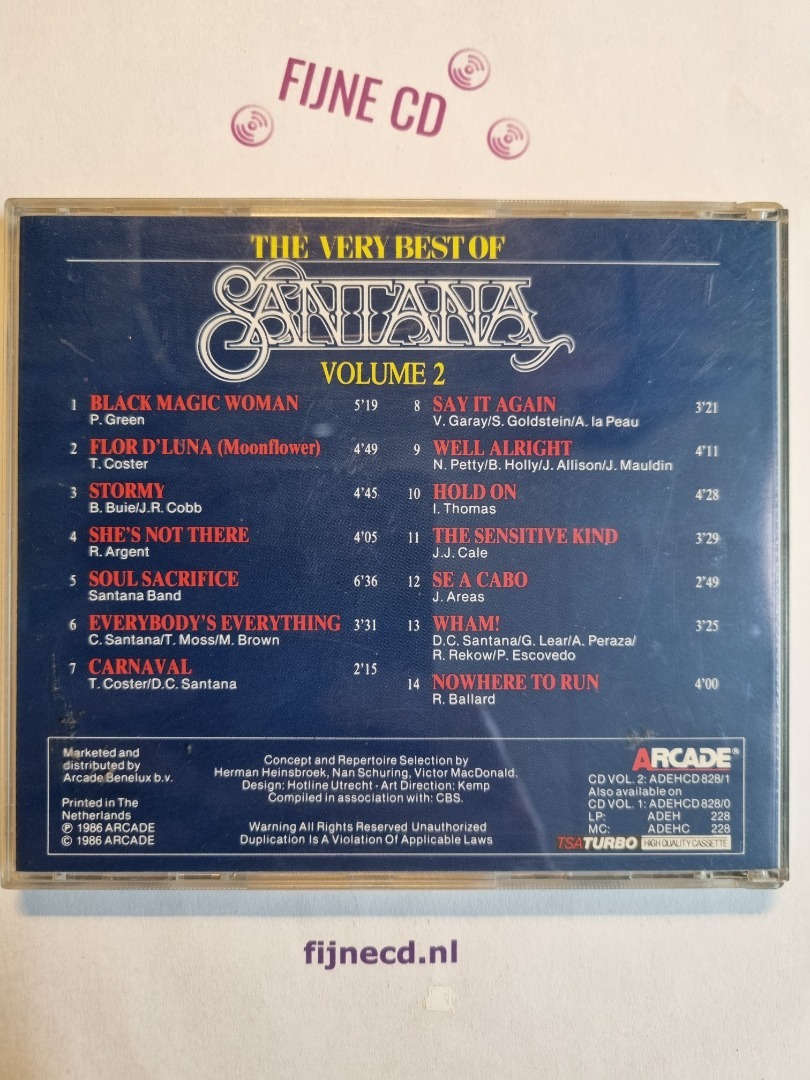 FIJNE CD
THE VERY BEST OF
SANTANA
VOLUME 2
1 BLACK MAGIC WOMAN 5'19
P. Green
2 FLOR D'LUNA (Moonflower) 4'49
T. Coster
3 STORMY 4'45
B. Buie/J.R. Cobb
4 SHE'S NOT THERE 4'05
R. Argent
5 SOUL SACRIFICE 6'36
Santana Band
6 EVERYBODY'S EVERYTHING 3'31
C. Santana/T. Moss/M. Brown
7 CARNAVAL 2'15
T. Coster/D.C. Santana
8 SAY IT AGAIN 3'21
V. Garay/S. Goldstein/A. la Peau
9 WELL ALRIGHT 4'11
N. Petty/B. Holly/J. Allison/J. Mauldin
10 HOLD ON 4'28
I. Thomas
11 THE SENSITIVE KIND 3'29
J.J. Cale
12 SE A CABO 2'49
J. Areas
13 WHAM! 3'25
D.C. Santana/G. Lear/A. Peraza/
R. Rekow/P. Escovedo
14 NOWHERE TO RUN 4'00
R. Ballard
Marketed and
distributed by
Arcade Benelux b.v.
Printed in The
Netherlands
℗ 1986 ARCADE
© 1986 ARCADE
Concept and Repertoire Selection by
Herman Heinsbroek, Nan Schuring, Victor MacDonald.
Design: Hotline Utrecht · Art Direction: Kemp
Compiled in association with: CBS.
Warning All Rights Reserved Unauthorized
Duplication Is A Violation Of Applicable Laws
ARCADE®
CD VOL. 2: ADEHCD 828/1
Also available on
CD VOL. 1: ADEHCD 828/0
LP: ADEH 228
MC: ADEHC 228
TSATURBO HIGH QUALITY CASSETTE
fijnecd.nl